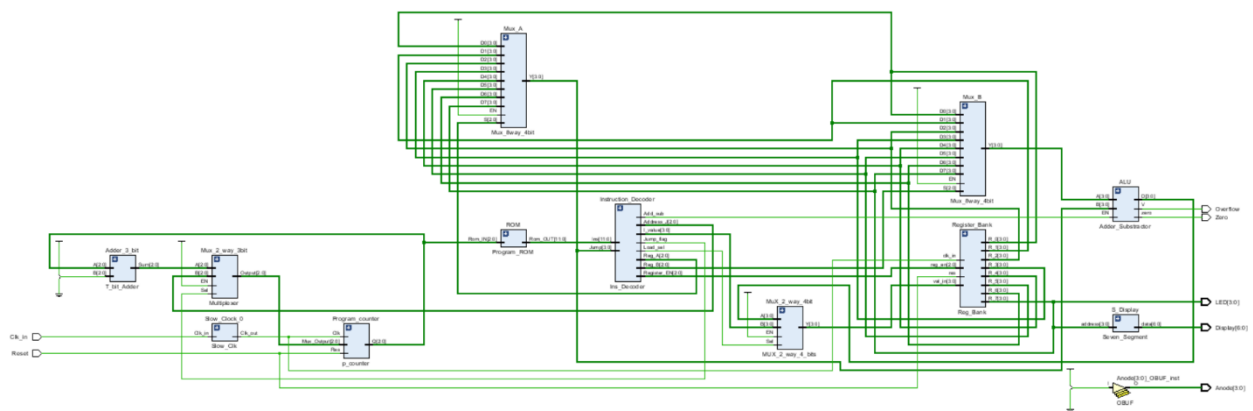 Mux_A
D0[3:0]
D1[3:0]
D2[3:0]
D3[3:0]
D4[3:0]
D5[3:0]
D6[3:0]
D7[3:0]
EN
S[2:0]
Y[3:0]
Mux_8way_4bit
Mux_B
D0[3:0]
D1[3:0]
D2[3:0]
D3[3:0]
D4[3:0]
D5[3:0]
D6[3:0]
D7[3:0]
EN
S[2:0]
Y[3:0]
Mux_8way_4bit
ALU
A[3:0]
B[3:0]
EN
V
zero
Adder_Substractor
Overflow
Zero
Instruction_Decoder
Ins[11:0]
Jump[3:0]
Add_sub
I_value[3:0]
Jump_flag
Load_sel
Reg_A[2:0]
Reg_B[2:0]
Register_EN[2:0]
Ins_Decoder
ROM
Rom_IN[2:0]
Rom_OUT[11:0]
Program_ROM
Register_Bank
clk_in
reg_en[2:0]
val_in[3:0]
R_0[3:0]
R_1[3:0]
R_2[3:0]
R_3[3:0]
R_4[3:0]
R_5[3:0]
R_6[3:0]
R_7[3:0]
Reg_Bank
Adder_3_bit
A[2:0]
B[2:0]
Sum[2:0]
T_bit_Adder
Mux_2_way_3bit
A[2:0]
B[2:0]
EN
Sel
Output[2:0]
Multiplexer
Slow_Clock_0
Clk_in
Clk_out
Slow_Clk
Program_counter
Clk
Mux_Output[2:0]
Res
Q[2:0]
p_counter
MUX_2_way_4bit
A[3:0]
B[3:0]
EN
Sel
Y[3:0]
MUX_2_way_4_bits
S_Display
address[3:0]
data[6:0]
Seven_Segment
LED[3:0]
Display[6:0]
Clk_in
Reset
Anode[3:0]_OBUF_inst
OBUF
Anode[3:0]